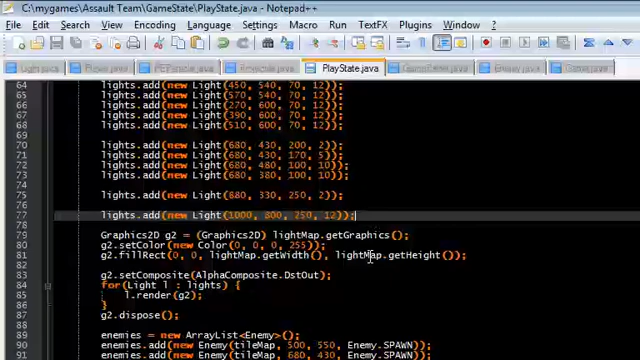 C:\mygames\Assault Team\GameState\PlayState.java - Notepad++
File Edit Search View Encoding Language Settings Macro Run TextFX Plugins Window ?
Light.java PlayState.java GameState.java Enemy.java Game.java
64 lights.add(new Light(450, 540, 70, 12));
65 lights.add(new Light(570, 540, 70, 12));
66 lights.add(new Light(270, 600, 70, 12));
67 lights.add(new Light(390, 600, 70, 12));
68 lights.add(new Light(510, 600, 70, 12));
69
70 lights.add(new Light(680, 430, 200, 2));
71 lights.add(new Light(680, 430, 170, 5));
72 lights.add(new Light(680, 480, 100, 10));
73 lights.add(new Light(680, 380, 100, 10));
74
75 lights.add(new Light(680, 330, 250, 2));
76
77 lights.add(new Light(1000, 800, 250, 12));
78
79 Graphics2D g2 = (Graphics2D) lightMap.getGraphics();
80 g2.setColor(new Color(0, 0, 0, 255));
81 g2.fillRect(0, 0, lightMap.getWidth(), lightMap.getHeight());
82
83 g2.setComposite(AlphaComposite.DstOut);
84 for(Light l : lights) {
85 l.render(g2);
86 }
87 g2.dispose();
88
89 enemies = new ArrayList<Enemy>();
90 enemies.add(new Enemy(tileMap, 500, 550, Enemy.SPAWN)
91 enemies.add(new Enemy(tileMap, 680, 430, Enemy.SPAWN)